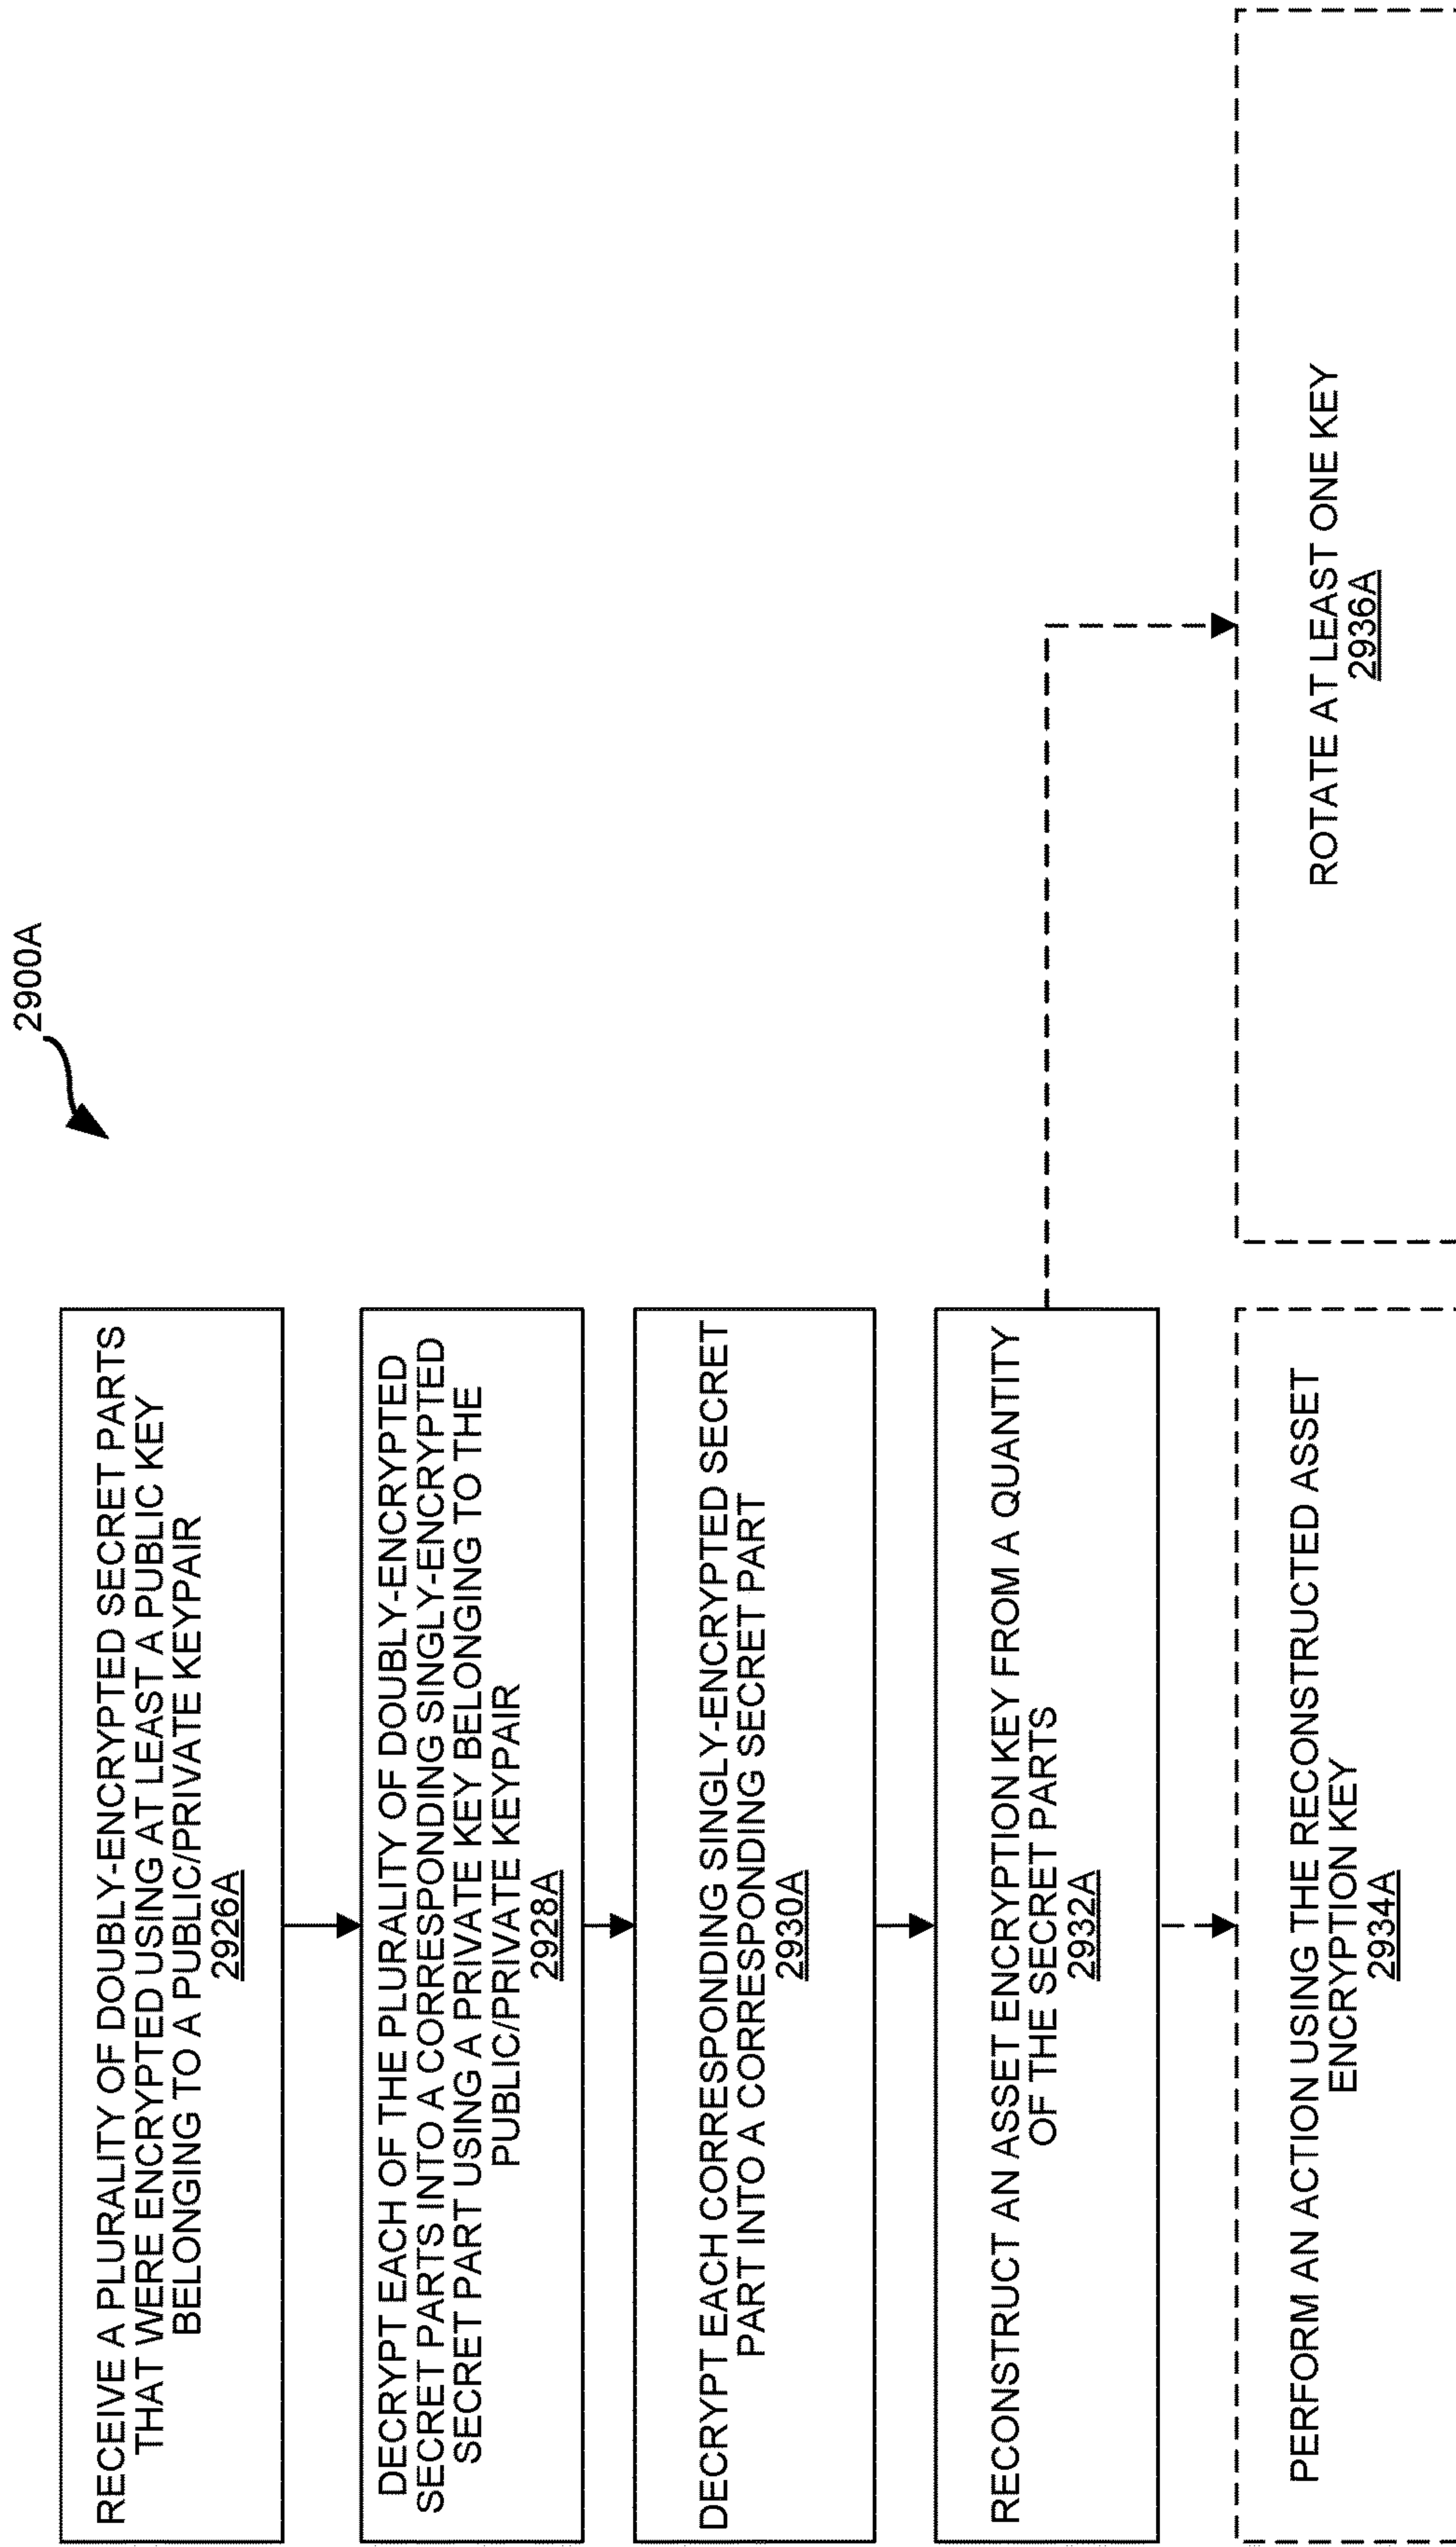 2900A
RECEIVE A PLURALITY OF DOUBLY-ENCRYPTED SECRET PARTS
THAT WERE ENCRYPTED USING AT LEAST A PUBLIC KEY
BELONGING TO A PUBLIC/PRIVATE KEYPAIR
2926A
DECRYPT EACH OF THE PLURALITY OF DOUBLY-ENCRYPTED
SECRET PARTS INTO A CORRESPONDING SINGLY-ENCRYPTED
SECRET PART USING A PRIVATE KEY BELONGING TO THE
PUBLIC/PRIVATE KEYPAIR
2928A
DECRYPT EACH CORRESPONDING SINGLY-ENCRYPTED SECRET
PART INTO A CORRESPONDING SECRET PART
2930A
RECONSTRUCT AN ASSET ENCRYPTION KEY FROM A QUANTITY
OF THE SECRET PARTS
2932A
PERFORM AN ACTION USING THE RECONSTRUCTED ASSET
ENCRYPTION KEY
2934A
ROTATE AT LEAST ONE KEY
2936A